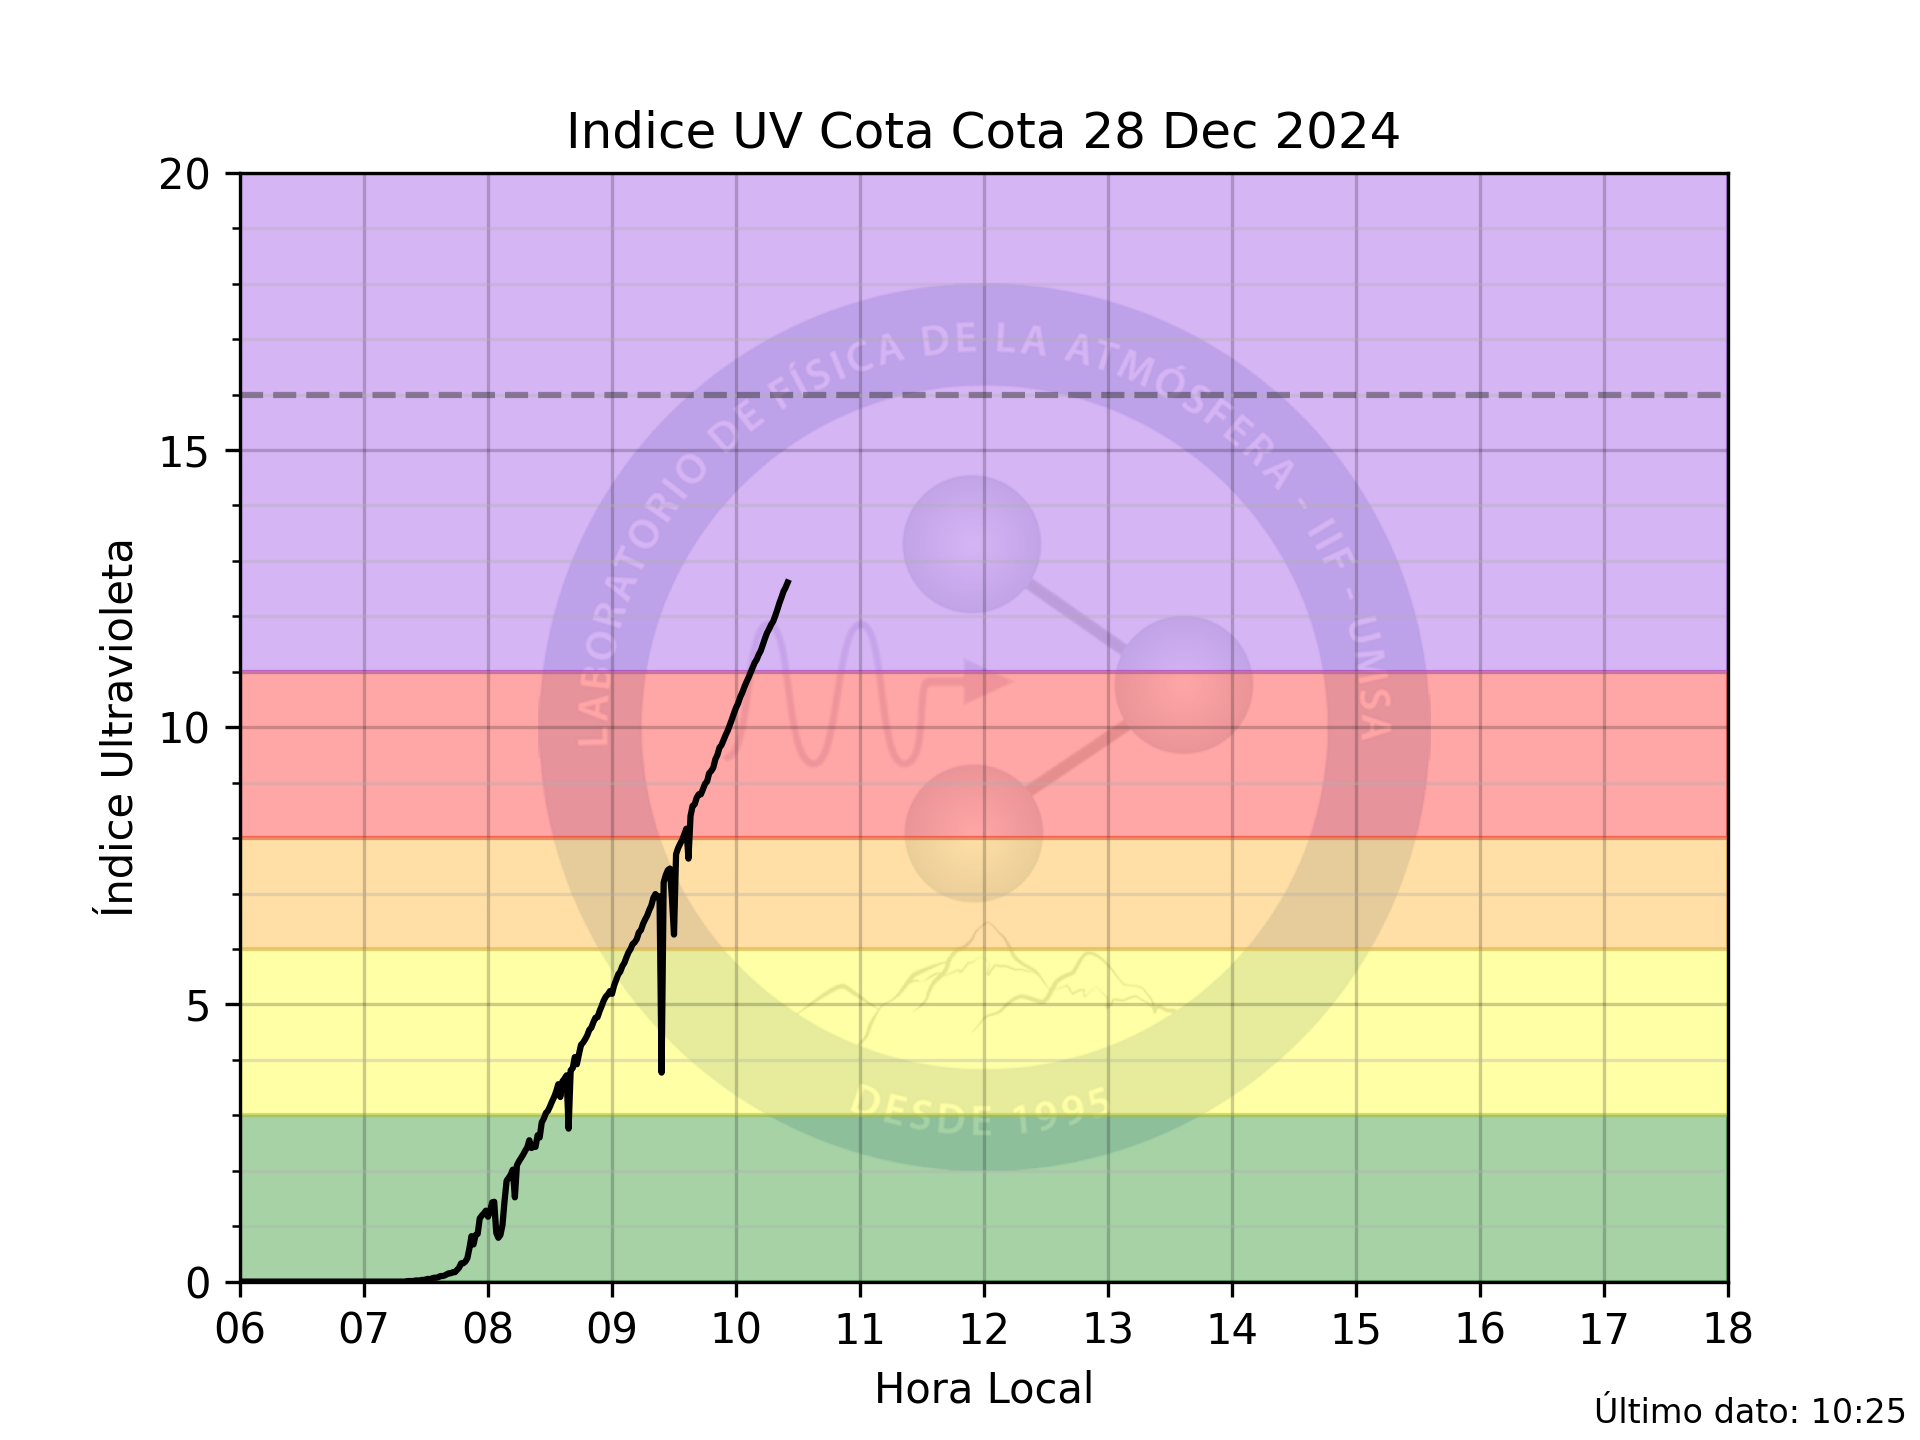 Indice UV Cota Cota 28 Dec 2024
20
15
10
5
0
Índice Ultravioleta
LABORATORIO DE FÍSICA DE LA ATMÓSFERA - IIF - UMSA
DESDE 1995
06 07 08 09 10 11 12 13 14 15 16 17 18
Hora Local
Último dato: 10:25